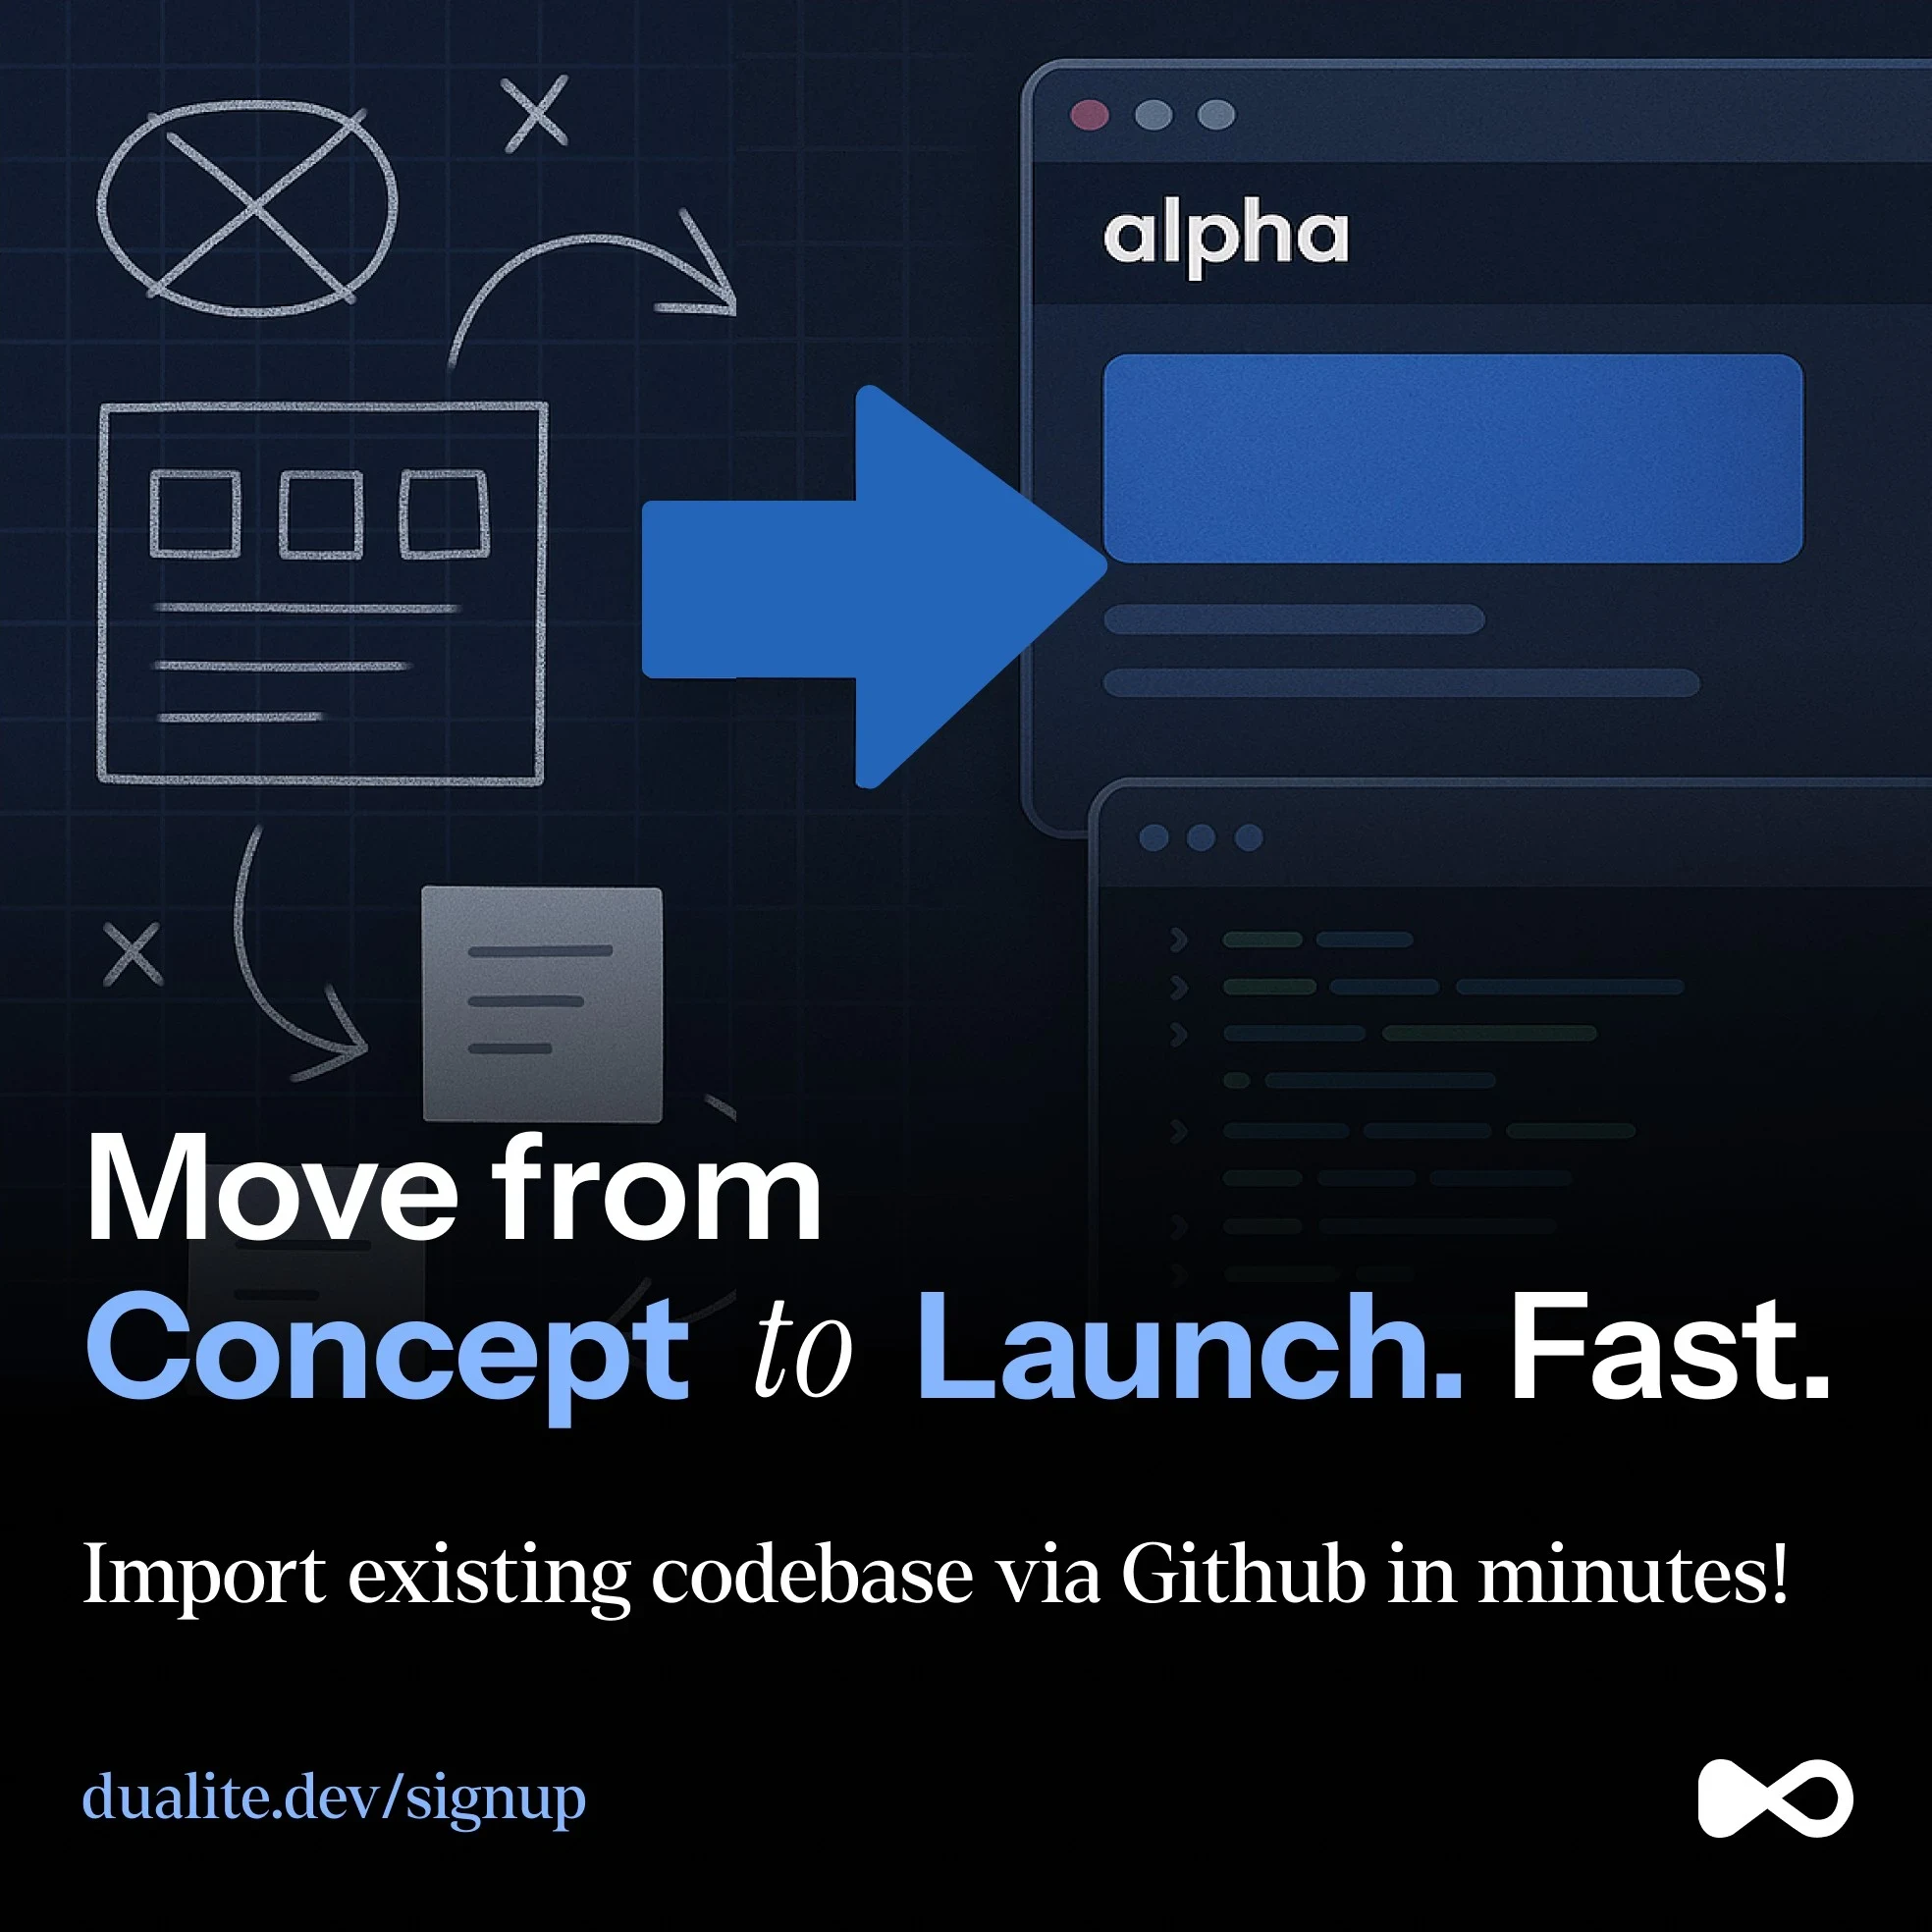 alpha
Move from
Concept to Launch. Fast.
Import existing codebase via Github in minutes!
dualite.dev/signup